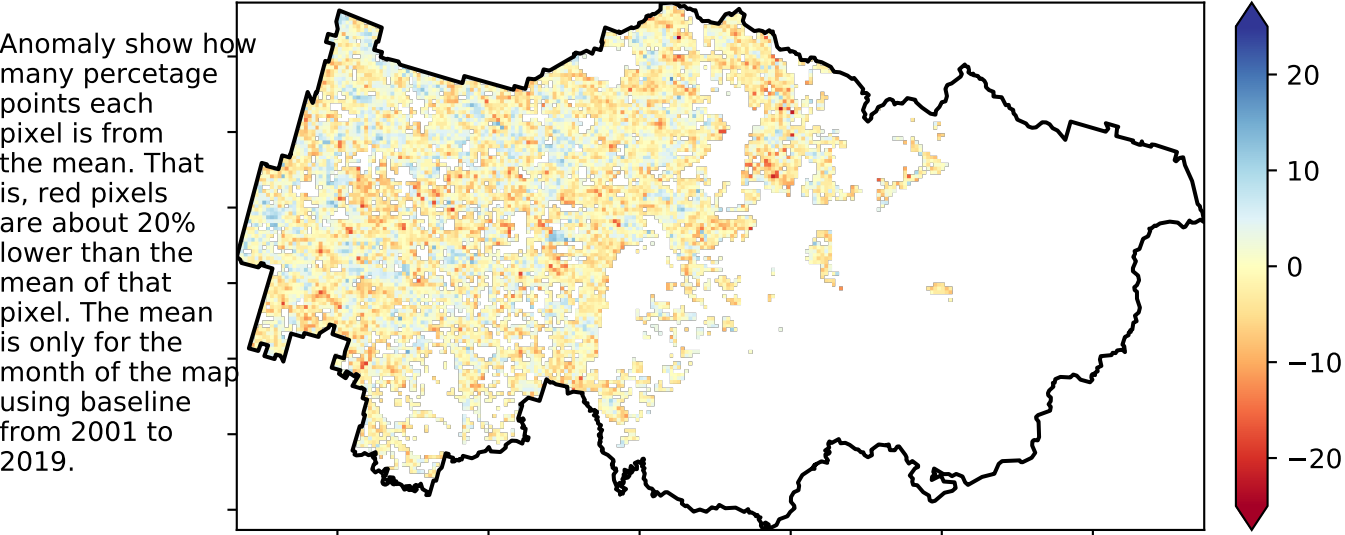 Anomaly show how
many percetage
points each
pixel is from
the mean. That
is, red pixels
are about 20%
lower than the
mean of that
pixel. The mean
is only for the
month of the map
using baseline
from 2001 to
2019.
20
10
0
−10
−20